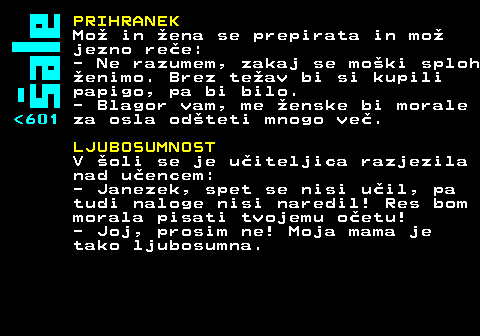 šale
<601
PRIHRANEK
Mož in žena se prepirata in mož
jezno reče:
- Ne razumem, zakaj se moški sploh
ženimo. Brez težav bi si kupili
papigo, pa bi bilo.
- Blagor vam, me ženske bi morale
za osla odšteti mnogo več.
LJUBOSUMNOST
V šoli se je učiteljica razjezila
nad učencem:
- Janezek, spet se nisi učil, pa
tudi naloge nisi naredil! Res bom
morala pisati tvojemu očetu!
- Joj, prosim ne! Moja mama je
tako ljubosumna.